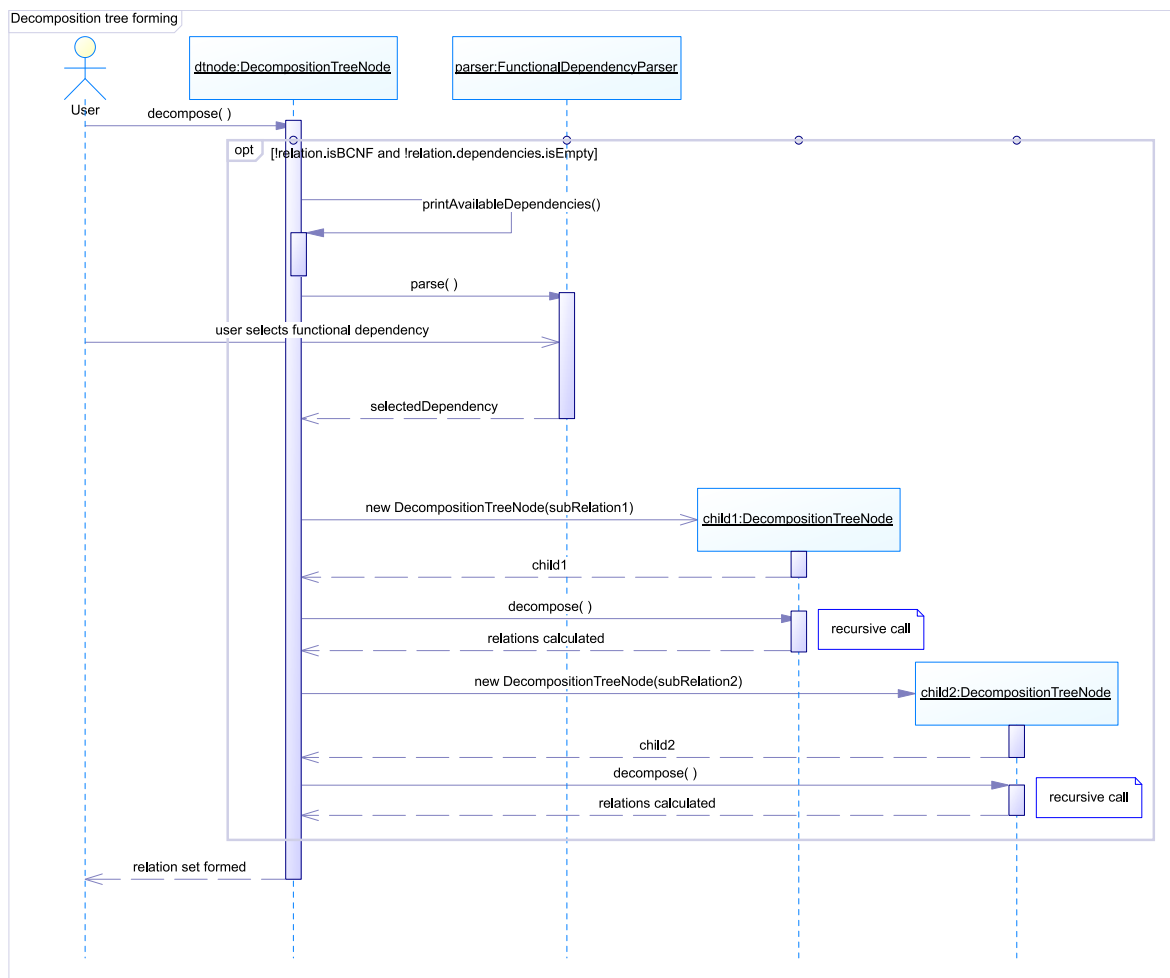 Decomposition tree forming
dtnode:DecompositionTreeNode
parser:FunctionalDependencyParser
User
decompose( )
opt
[!relation.isBCNF and !relation.dependencies.isEmpty]
printAvailableDependencies()
parse( )
user selects functional dependency
selectedDependency
new DecompositionTreeNode(subRelation1)
child1:DecompositionTreeNode
child1
decompose( )
recursive call
relations calculated
new DecompositionTreeNode(subRelation2)
child2:DecompositionTreeNode
child2
decompose( )
recursive call
relations calculated
relation set formed